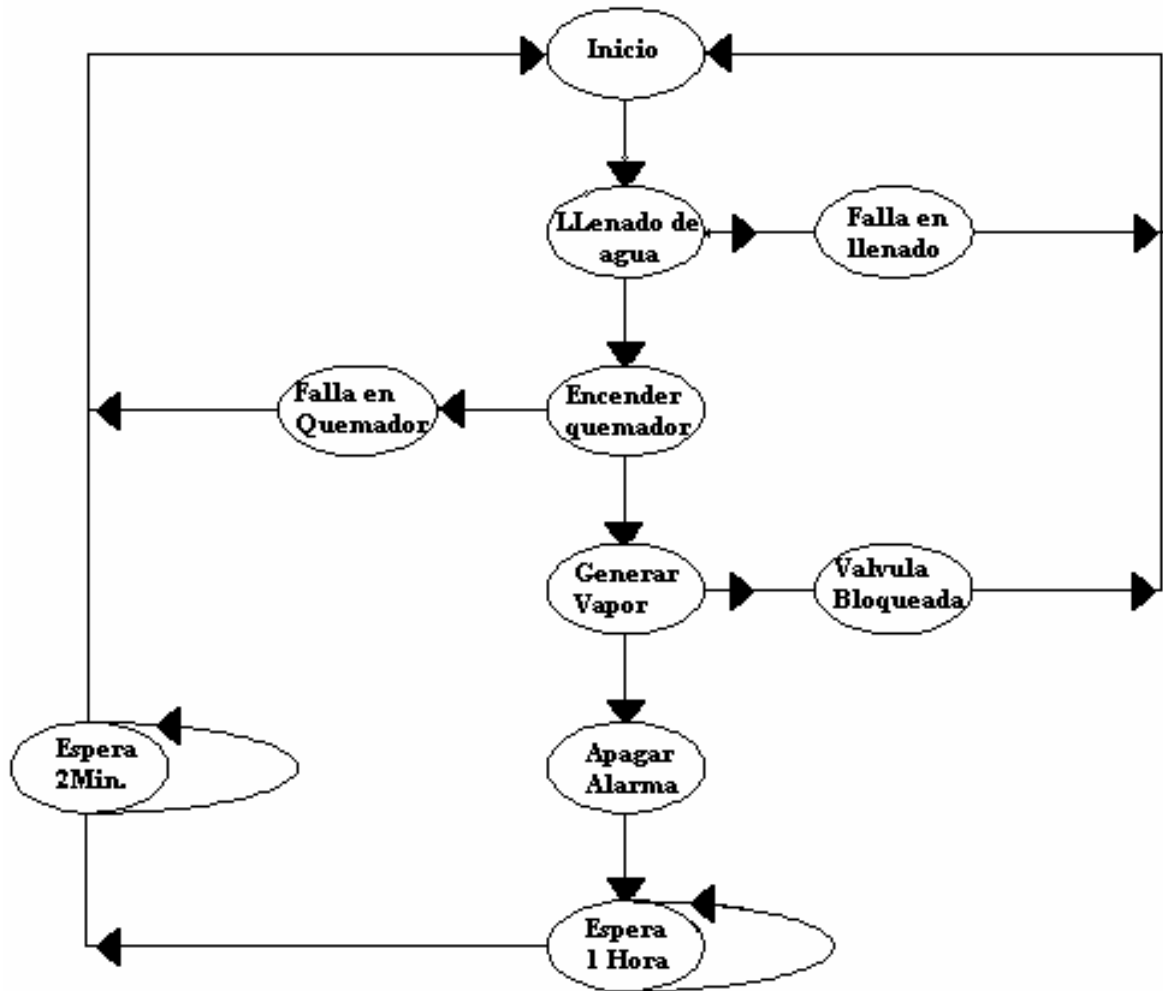 Inicio
LLenado de
agua
Falla en
llenado
Falla en
Quemador
Encender
quemador
Generar
Vapor
Valvula
Bloqueada
Espera
2Min.
Apagar
Alarma
Espera
1 Hora